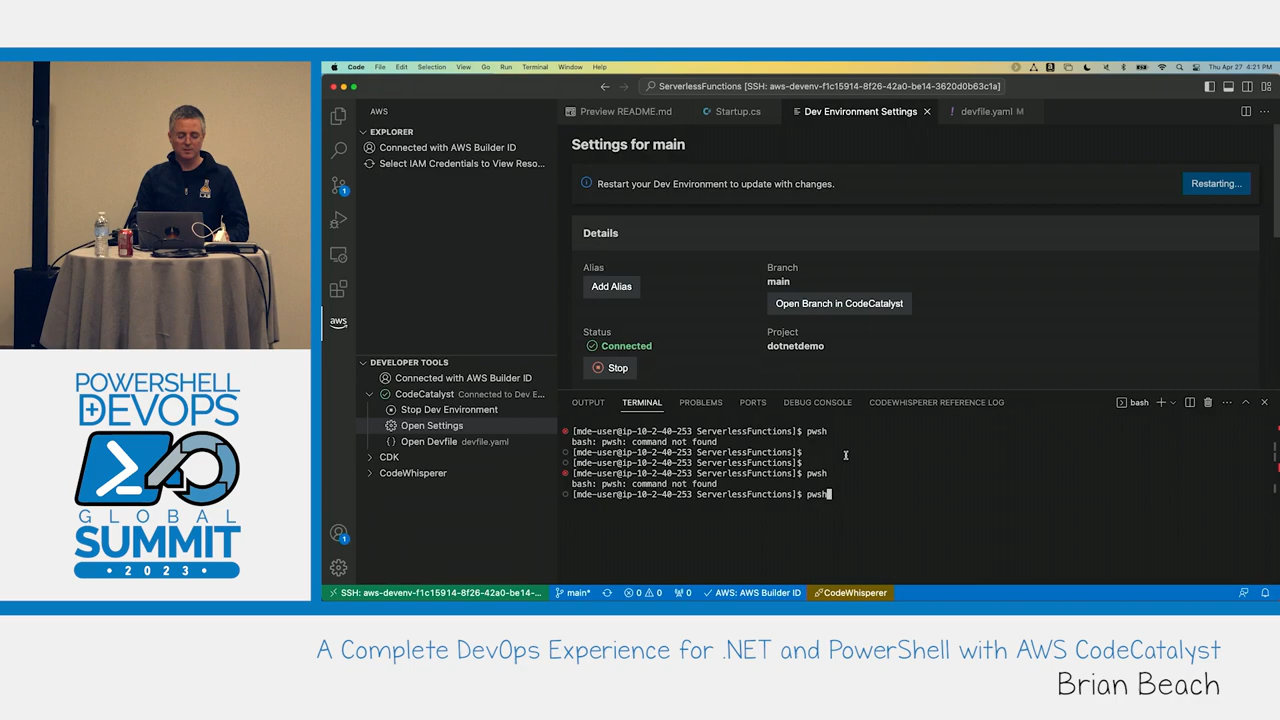 Code File Edit Selection View Go Run Terminal Window Help
Thu Apr 27 4:21 PM
ServerlessFunctions [SSH: aws-devenv-f1c15914-8f26-42a0-be14-3620d0b63c1a]
AWS
EXPLORER
Connected with AWS Builder ID
Select IAM Credentials to View Reso...
aws
DEVELOPER TOOLS
Connected with AWS Builder ID
CodeCatalyst Connected to Dev E...
Stop Dev Environment
Open Settings
Open Devfile devfile.yaml
CDK
CodeWhisperer
1
1
Preview README.md
Startup.cs
Dev Environment Settings
devfile.yaml M
Settings for main
Restart your Dev Environment to update with changes.
Restarting...
Details
Alias
Add Alias
Branch
main
Open Branch in CodeCatalyst
Status
Connected
Stop
Project
dotnetdemo
OUTPUT TERMINAL PROBLEMS PORTS DEBUG CONSOLE CODEWHISPERER REFERENCE LOG
bash
[mde-user@ip-10-2-40-253 ServerlessFunctions]$ pwsh
bash: pwsh: command not found
[mde-user@ip-10-2-40-253 ServerlessFunctions]$
[mde-user@ip-10-2-40-253 ServerlessFunctions]$
[mde-user@ip-10-2-40-253 ServerlessFunctions]$ pwsh
bash: pwsh: command not found
[mde-user@ip-10-2-40-253 ServerlessFunctions]$ pwsh
SSH: aws-devenv-f1c15914-8f26-42a0-be14-... main* 0 0 0 AWS: AWS Builder ID CodeWhisperer
POWERSHELL
+DEVOPS
GLOBAL
SUMMIT
• 2023 •
A Complete DevOps Experience for .NET and PowerShell with AWS CodeCatalyst
Brian Beach